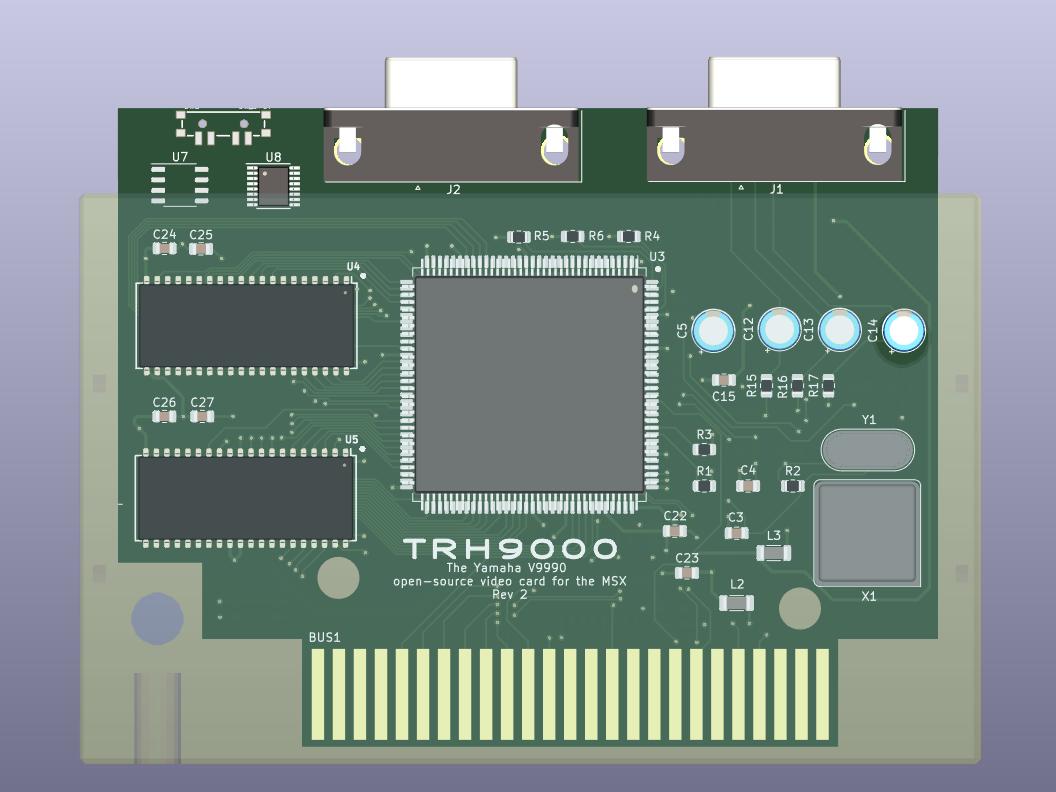 U7
U8
J2
J1
C24
C25
R5
R6
R4
U4
U3
C5
C12
C13
C14
C15
R15
R16
R17
C26
C27
U5
Y1
R3
R1
C4
R2
C22
C3
L3
TRH9000
The Yamaha V9990
open-source video card for the MSX
Rev 2
C23
L2
X1
BUS1